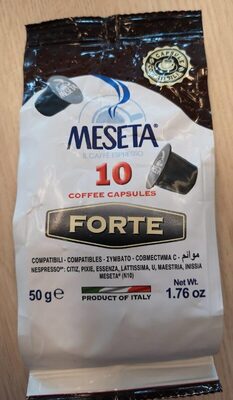 MESETA®
IL CAFFÈ ESPRESSO
10
COFFEE CAPSULES
FORTE
COMPATIBILI - COMPATIBLES - ΣΥΜΒΑΤΟ - СОВМЕСТИМА С - موائم
NESPRESSO®*: CITIZ, PIXIE, ESSENZA, LATTISSIMA, U, MAESTRIA, INISSIA
MESETA® (N10)
50 g e
PRODUCT OF ITALY
Net Wt.
1.76 oz